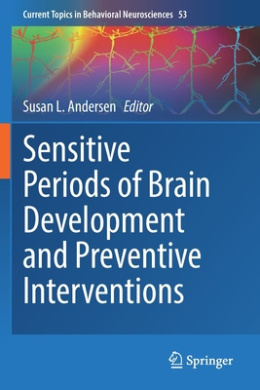 Current Topics in Behavioral Neurosciences 53
Susan L. Andersen Editor
Sensitive
Periods of Brain
Development
and Preventive
Interventions
Springer